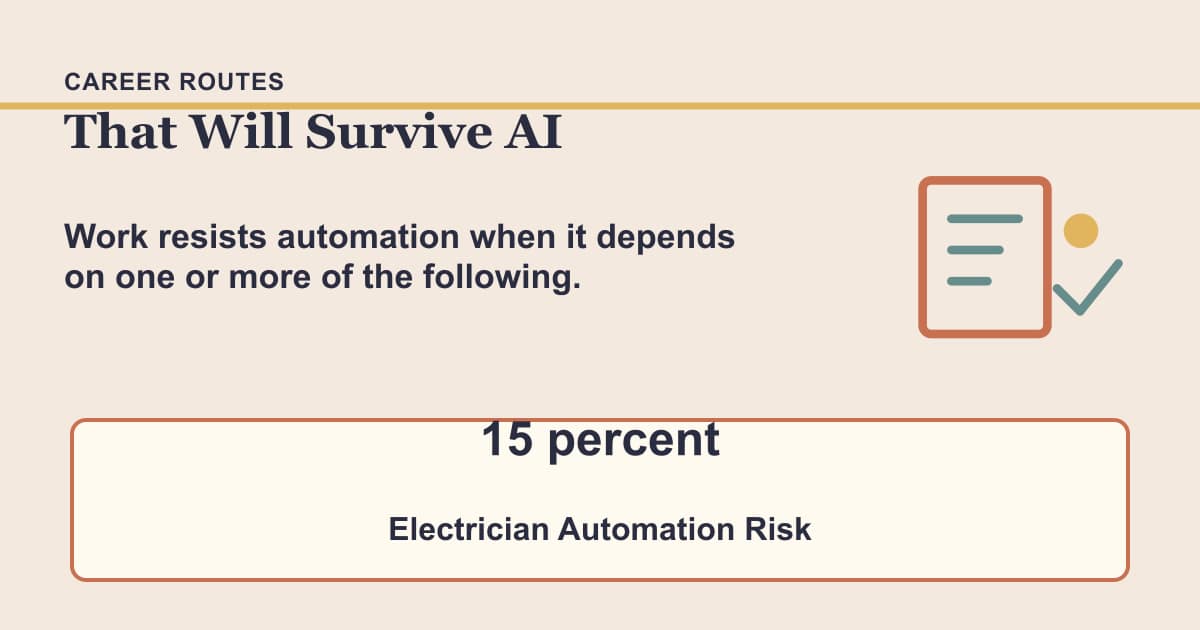 CAREER ROUTES
That Will Survive AI
Work resists automation when it depends
on one or more of the following.
15 percent
Electrician Automation Risk